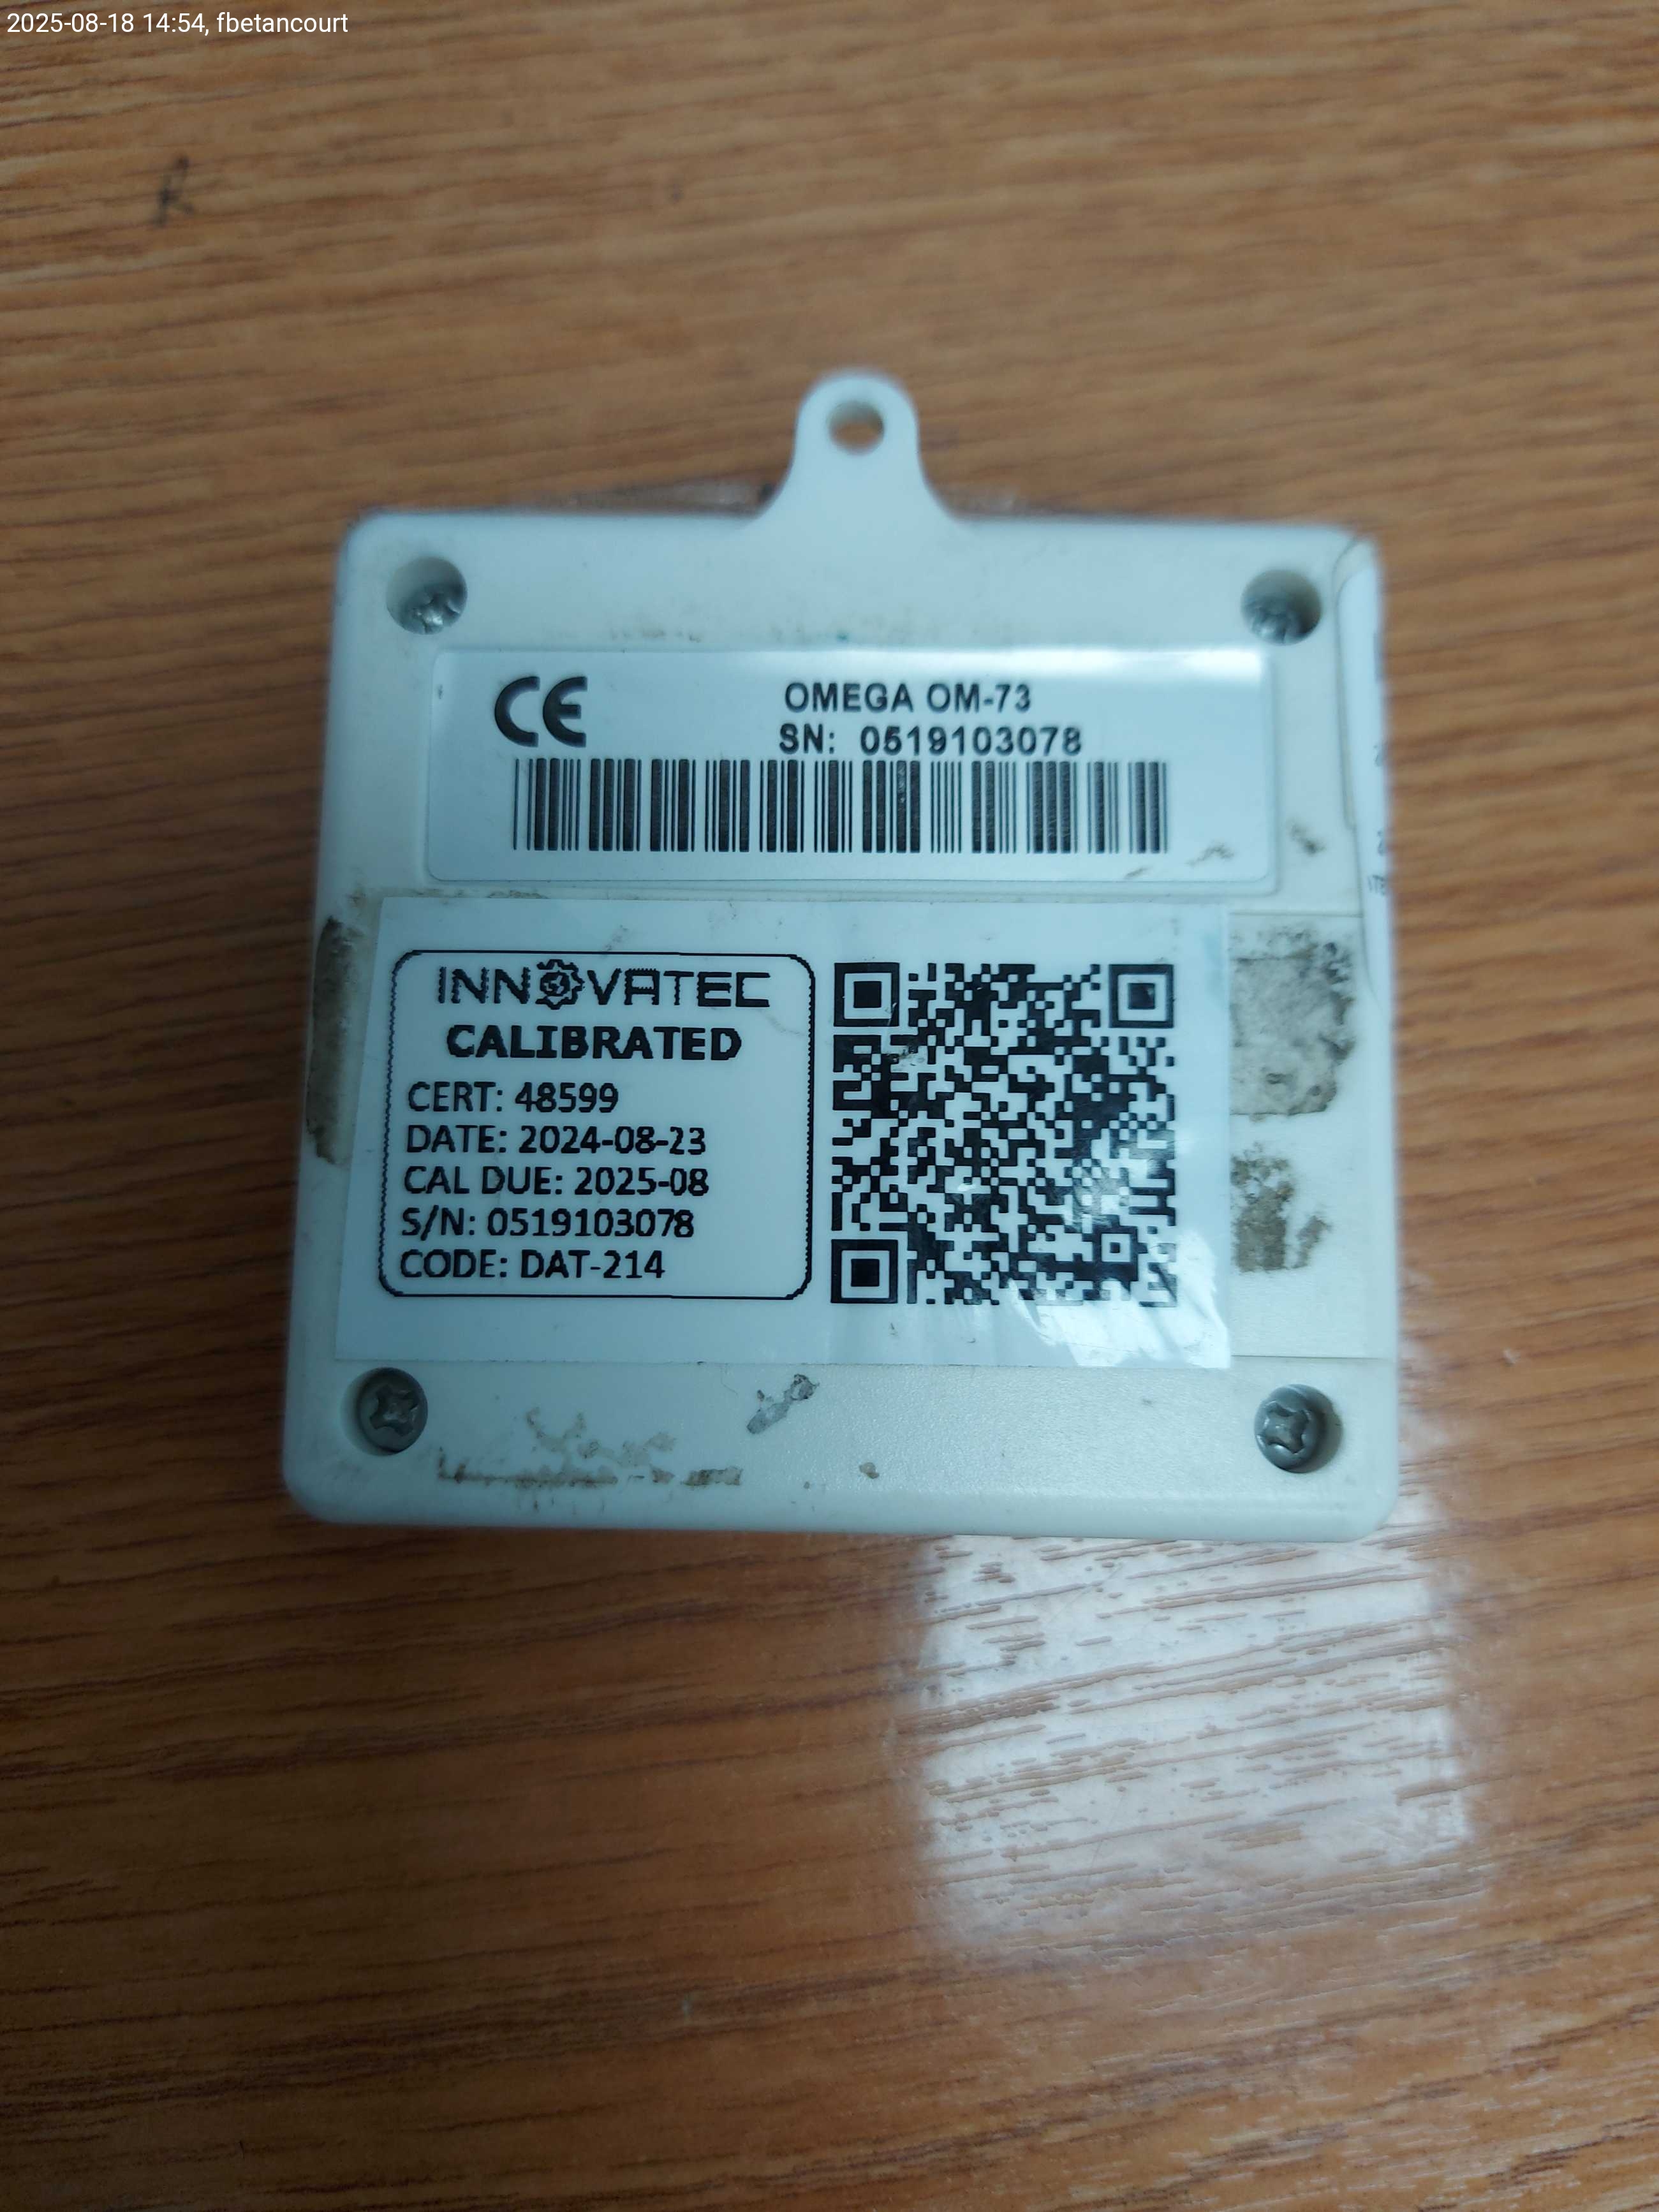 2025-08-18 14:54, fbetancourt
R
CE
OMEGA OM-73
SN: 0519103078
INNOVATEC
CALIBRATED
CERT: 48599
DATE: 2024-08-23
CAL DUE: 2025-08
S/N: 0519103078
CODE: DAT-214